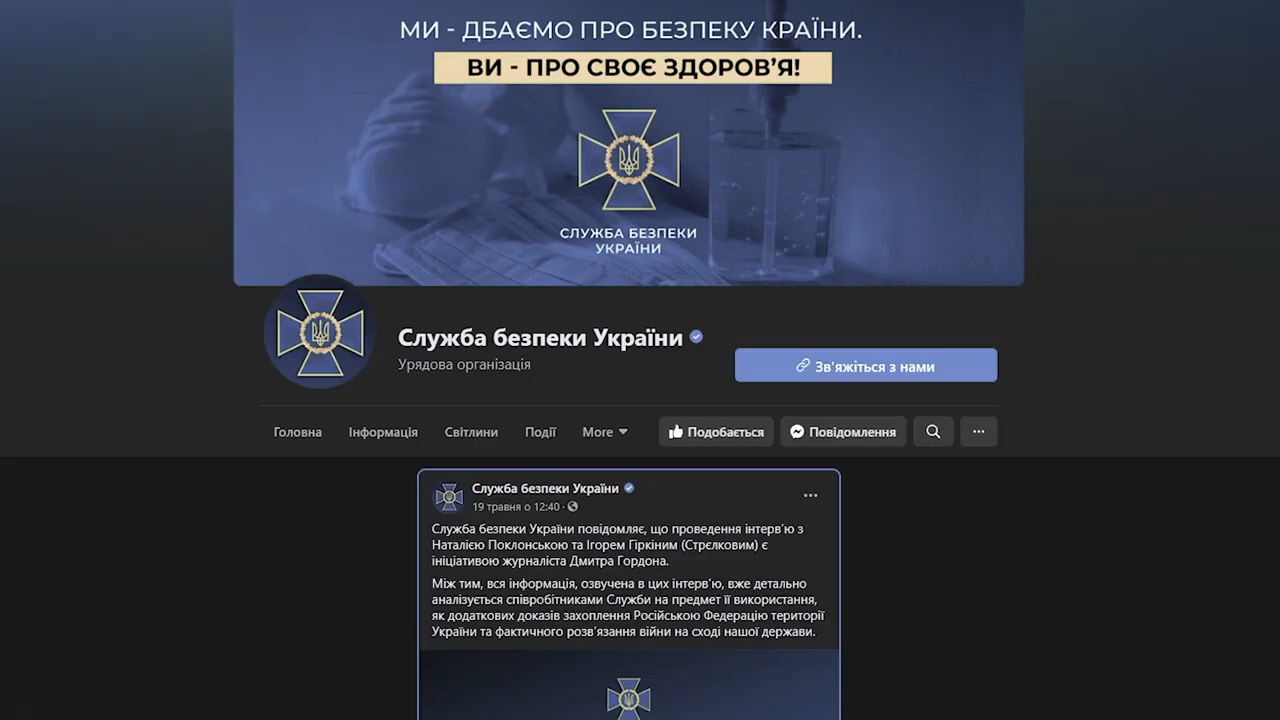 МИ - ДБАЄМО ПРО БЕЗПЕКУ КРАЇНИ.
ВИ - ПРО СВОЄ ЗДОРОВ'Я!
СЛУЖБА БЕЗПЕКИ
УКРАЇНИ
Служба безпеки України
Урядова організація
Зв'яжіться з нами
Головна Інформація Світлини Події More Подобається Повідомлення
Служба безпеки України
19 травня о 12:40 ·
Служба безпеки України повідомляє, що проведення інтерв'ю з
Наталією Поклонською та Ігорем Гіркіним (Стрєлковим) є
ініціативою журналіста Дмитра Гордона.
Між тим, вся інформація, озвучена в цих інтерв'ю, вже детально
аналізується співробітниками Служби на предмет її використання,
як додаткових доказів захоплення Російською Федерацію території
України та фактичного розв'язання війни на сході нашої держави.